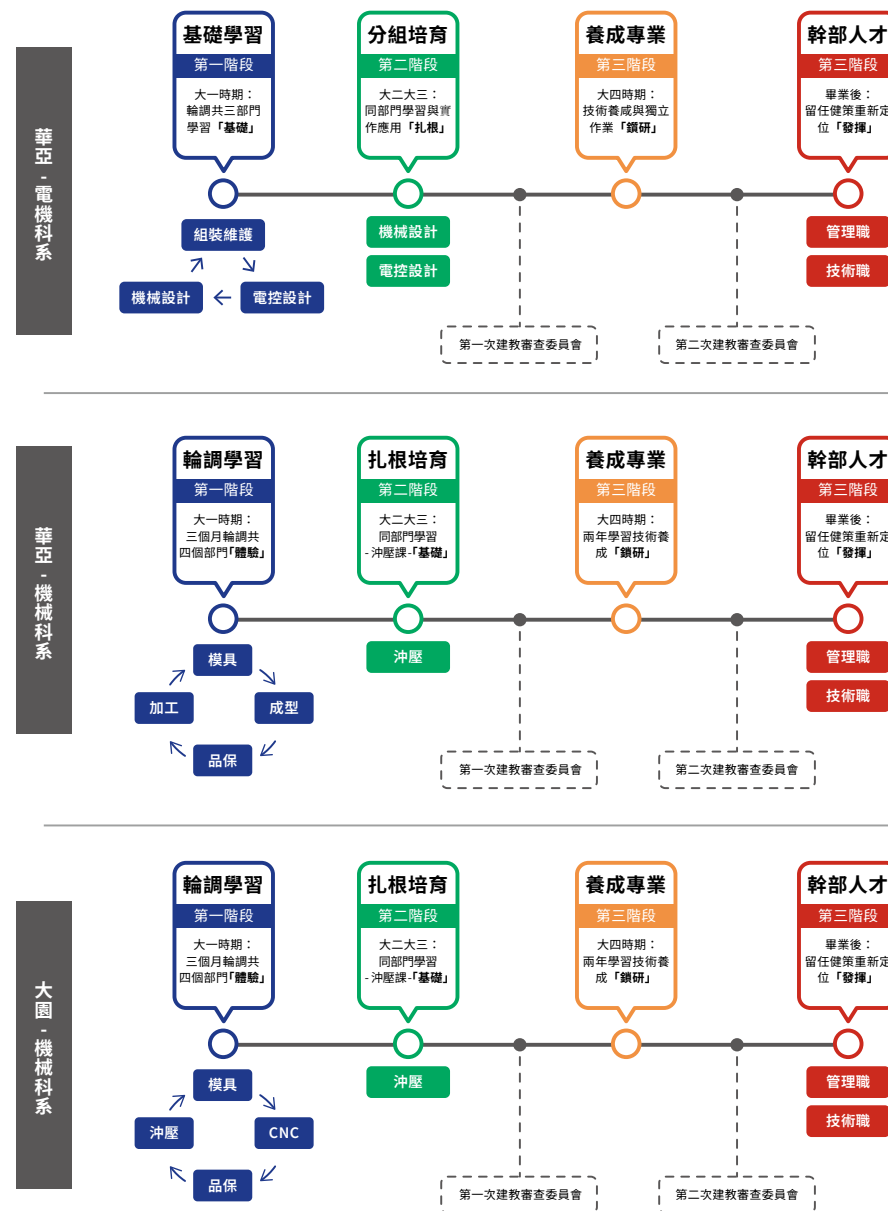 華亞-電機科系
基礎學習
第一階段
大一時期：
輪調共三部門
學習「基礎」
分組培育
第二階段
大二大三：
同部門學習與實
作應用「扎根」
養成專業
第三階段
大四時期：
技術養成與獨立
作業「鑽研」
幹部人才
第三階段
畢業後：
留任健策重新定
位「發揮」
組裝維護
機械設計
電控設計
機械設計
電控設計
管理職
技術職
第一次建教審查委員會
第二次建教審查委員會
華亞-機械科系
輪調學習
第一階段
大一時期：
三個月輪調共
四個部門「體驗」
扎根培育
第二階段
大二大三：
同部門學習
-沖壓課-「基礎」
養成專業
第三階段
大四時期：
兩年學習技術養
成「鎖研」
幹部人才
第三階段
畢業後：
留任健策重新定
位「發揮」
模具
加工
成型
品保
沖壓
管理職
技術職
第一次建教審查委員會
第二次建教審查委員會
大園-機械科系
輪調學習
第一階段
大一時期：
三個月輪調共
四個部門「體驗」
扎根培育
第二階段
大二大三：
同部門學習
-沖壓課-「基礎」
養成專業
第三階段
大四時期：
兩年學習技術養
成「鎖研」
幹部人才
第三階段
畢業後：
留任健策重新定
位「發揮」
模具
沖壓
CNC
品保
沖壓
管理職
技術職
第一次建教審查委員會
第二次建教審查委員會